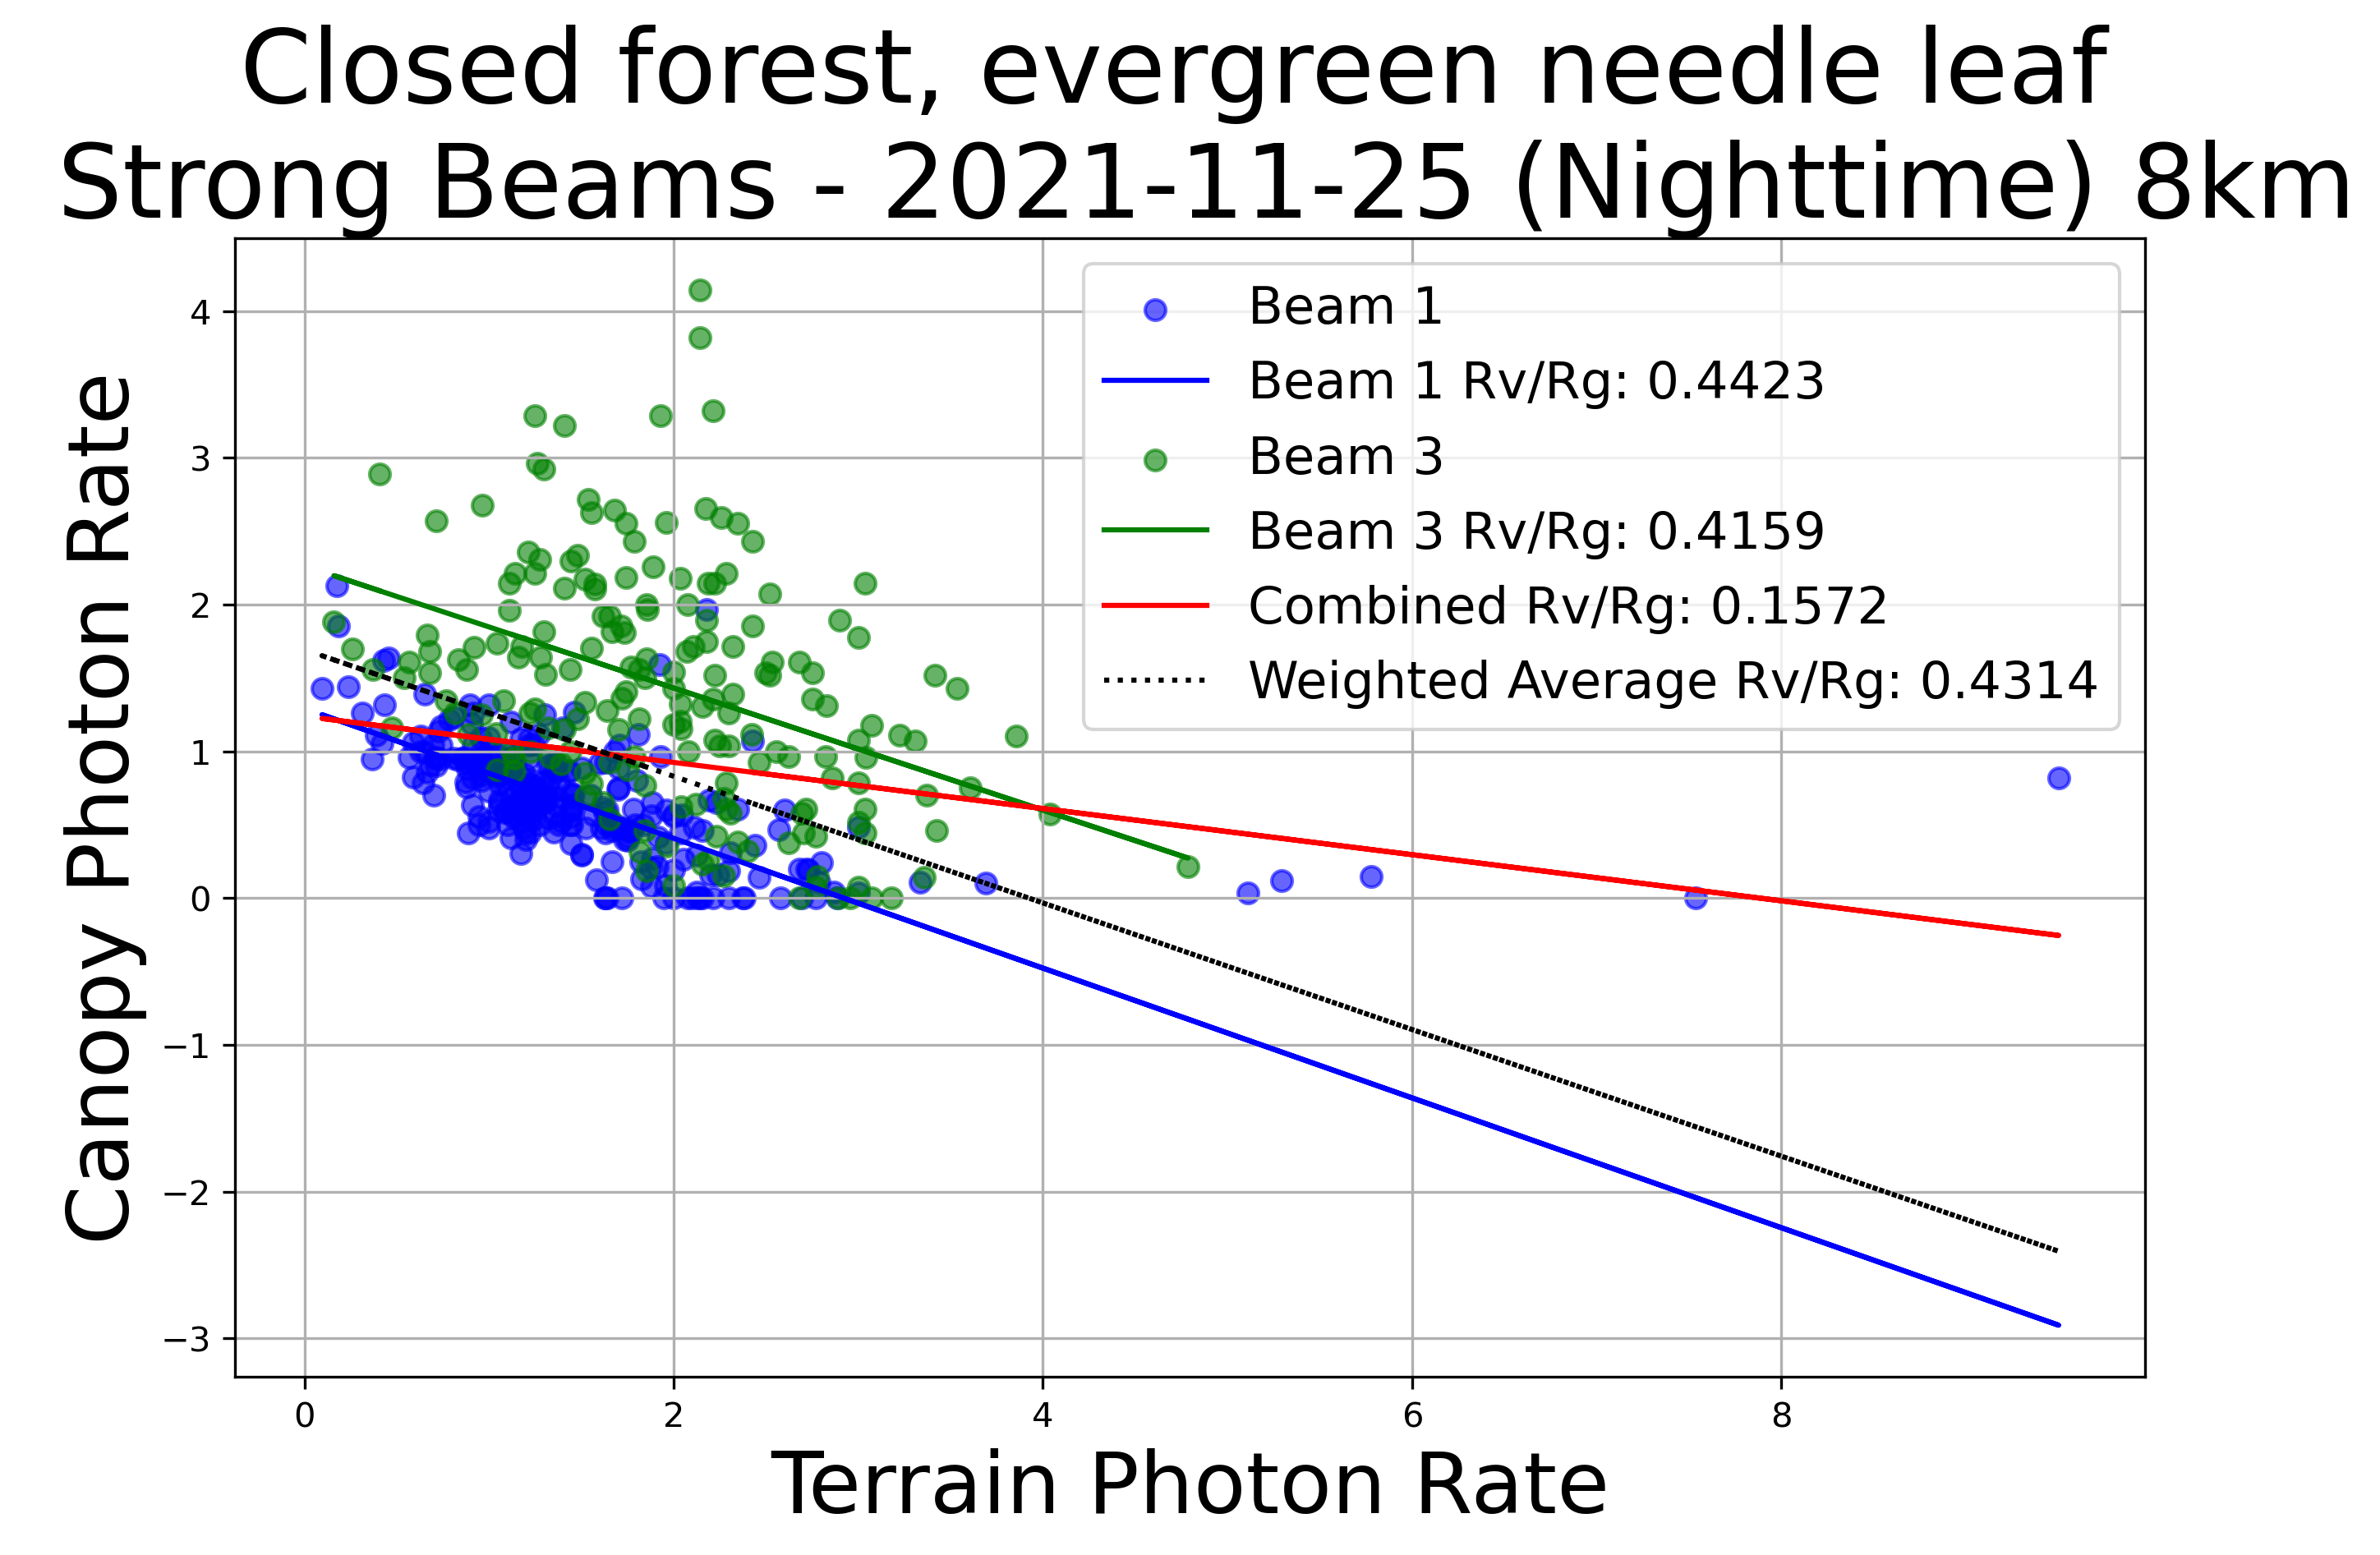 Closed forest, evergreen needle leaf
Strong Beams - 2021-11-25 (Nighttime) 8km
Canopy Photon Rate
4
3
2
1
0
−1
−2
−3
Beam 1
Beam 1 Rv/Rg: 0.4423
Beam 3
Beam 3 Rv/Rg: 0.4159
Combined Rv/Rg: 0.1572
Weighted Average Rv/Rg: 0.4314
0 2 4 6 8
Terrain Photon Rate